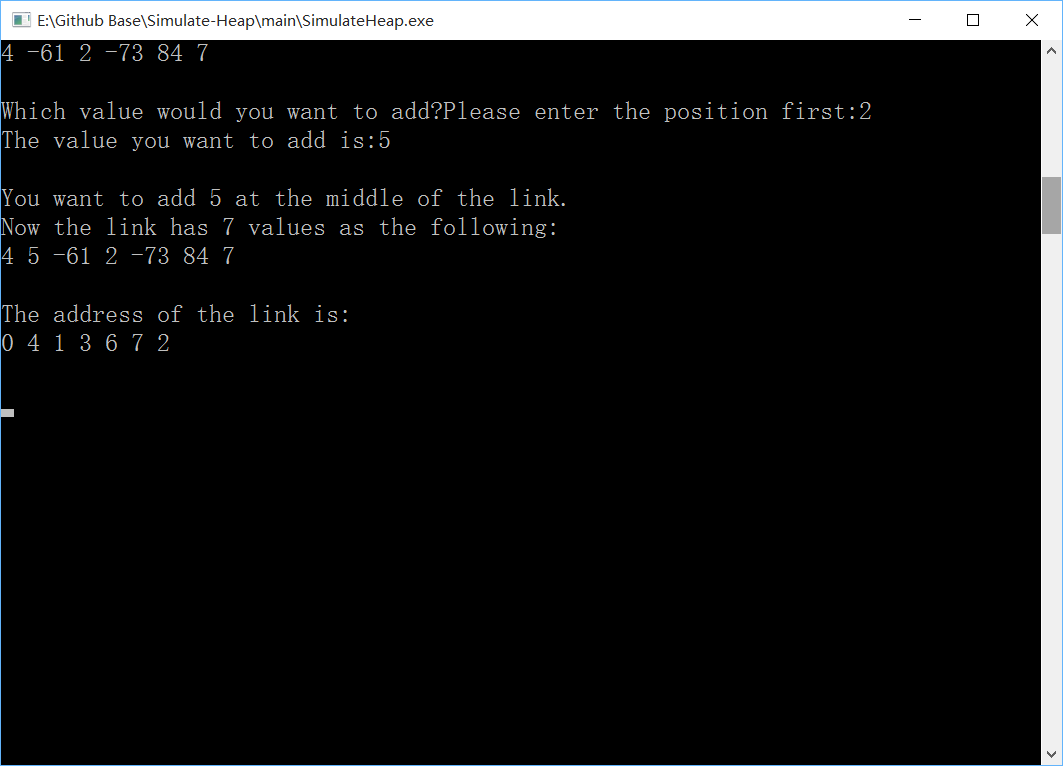 E:\Github Base\Simulate-Heap\main\SimulateHeap.exe
4 -61 2 -73 84 7
Which value would you want to add?Please enter the position first:2
The value you want to add is:5
You want to add 5 at the middle of the link.
Now the link has 7 values as the following:
4 5 -61 2 -73 84 7
The address of the link is:
0 4 1 3 6 7 2